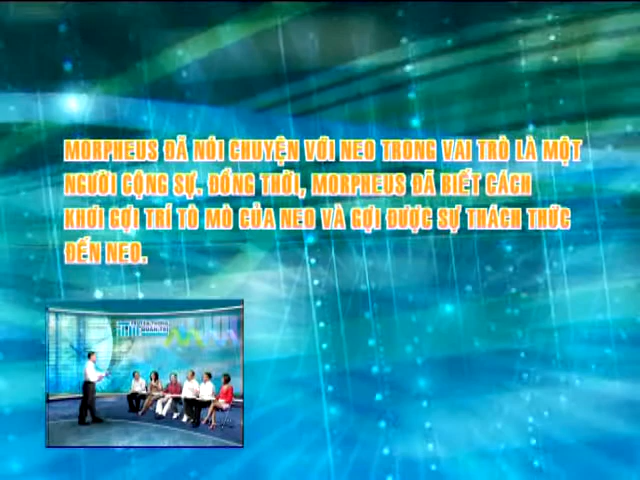 MORPHEUS ĐÃ NÓI CHUYỆN VỚI NEO TRONG VAI TRÒ LÀ MỘT
NGƯỜI CỘNG SỰ. ĐỒNG THỜI, MORPHEUS ĐÃ BIẾT CÁCH
KHƠI GỢI TRÍ TÒ MÒ CỦA NEO VÀ GỢI ĐƯỢC SỰ THÁCH THỨC
ĐẾN NEO.